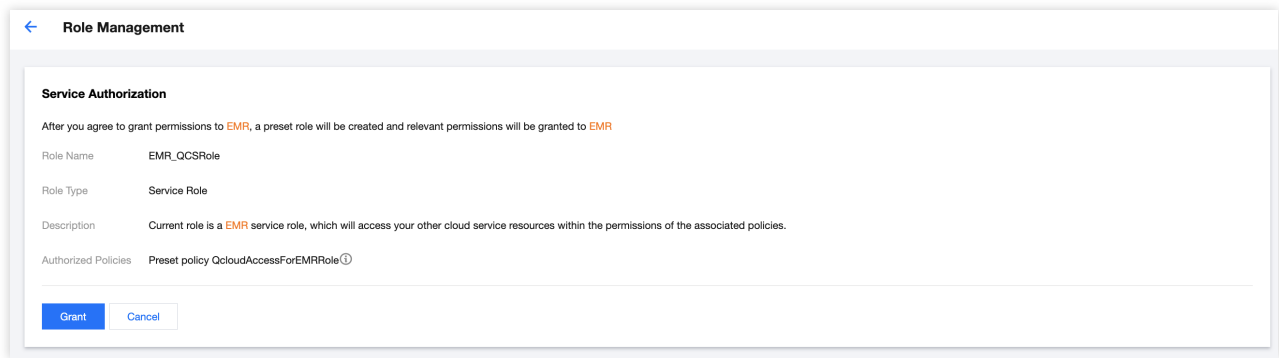 Role Management
Service Authorization
After you agree to grant permissions to EMR, a preset role will be created and relevant permissions will be granted to EMR
Role Name EMR_QCSRole
Role Type Service Role
Description Current role is a EMR service role, which will access your other cloud service resources within the permissions of the associated policies.
Authorized Policies Preset policy QcloudAccessForEMRRole
Grant Cancel